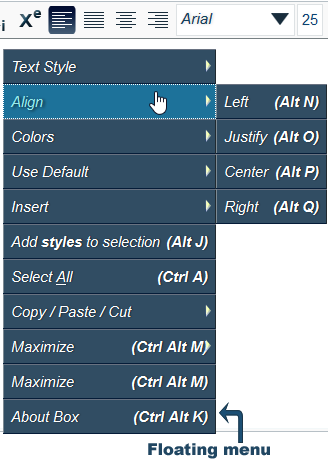 i Xe Arial 25
Text Style
Align
Left (Alt N)
Colors
Justify (Alt O)
Use Default
Center (Alt P)
Insert
Right (Alt Q)
Add styles to selection (Alt J)
Select All (Ctrl A)
Copy / Paste / Cut
Maximize (Ctrl Alt M)
Maximize (Ctrl Alt M)
About Box (Ctrl Alt K)
Floating menu